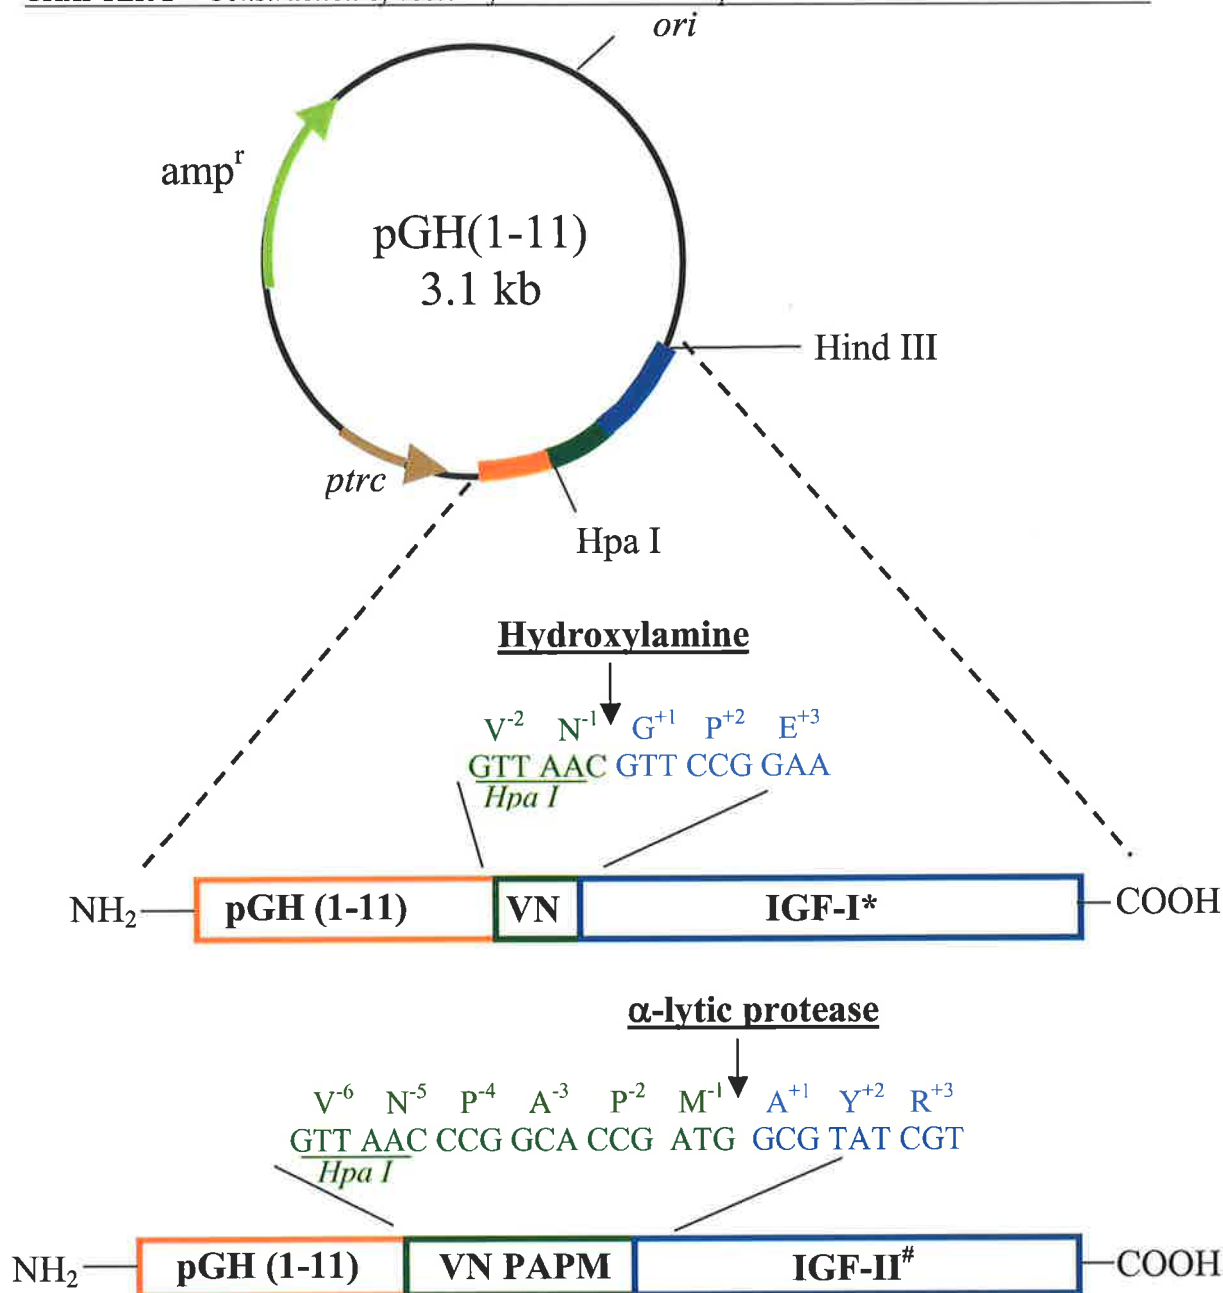 ori
amp^r
pGH(1-11)
3.1 kb
Hind III
ptrc
Hpa I
Hydroxylamine
V^-2 N^-1 G^+1 P^+2 E^+3
GTT AAC GTT CCG GAA
Hpa I
NH₂ pGH (1-11) VN IGF-I* COOH
α-lytic protease
V^-6 N^-5 P^-4 A^-3 P^-2 M^-1 A^+1 Y^+2 R^+3
GTT AAC CCG GCA CCG ATG GCG TAT CGT
Hpa I
NH₂ pGH (1-11) VN PAPM IGF-II^# COOH